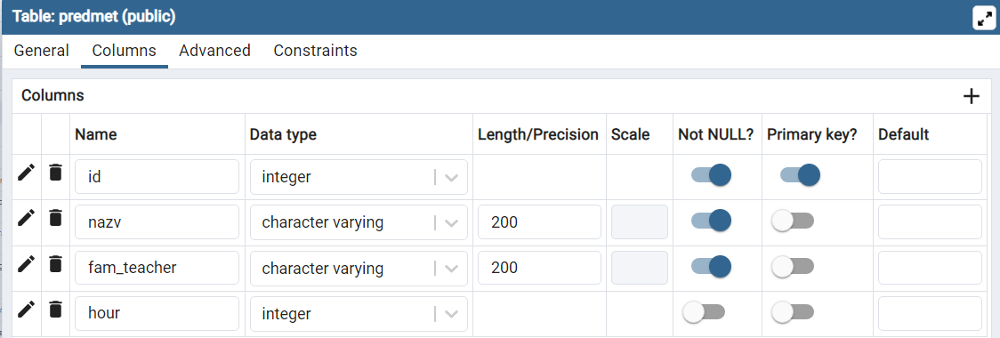 Table: predmet (public)
General Columns Advanced Constraints
Columns
Name Data type Length/Precision Scale Not NULL? Primary key? Default
id integer
nazv character varying 200
fam_teacher character varying 200
hour integer